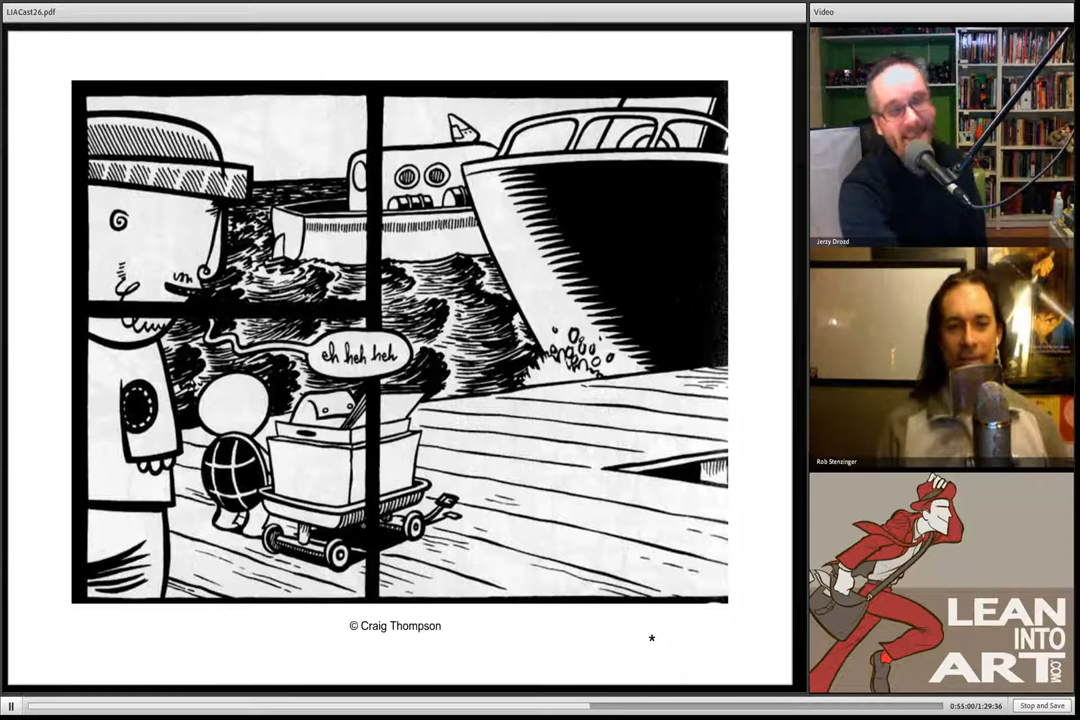 LIACast26.pdf
Video
eh heh heh
© Craig Thompson
*
Jerzy Drozd
Rob Stenzinger
LEAN
INTO
ART.COM
0:55:00/1:29:36
Stop and Save